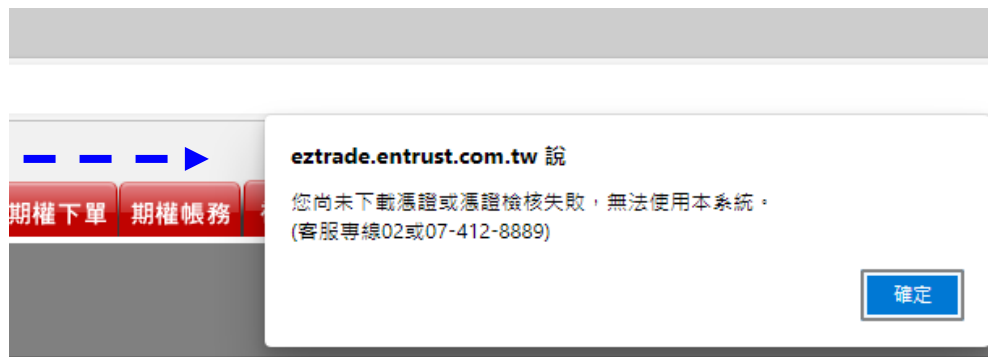 eztrade.entrust.com.tw 說
您尚未下載憑證或憑證檢核失敗，無法使用本系統。
(客服專線02或07-412-8889)
確定
期權下單
期權帳務